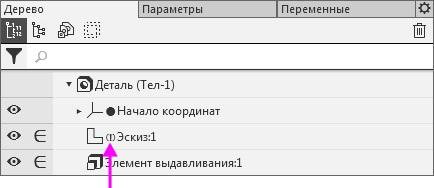 Дерево Параметры Переменные
Деталь (Тел-1)
Начало координат
(!) Эскиз:1
Элемент выдавливания:1